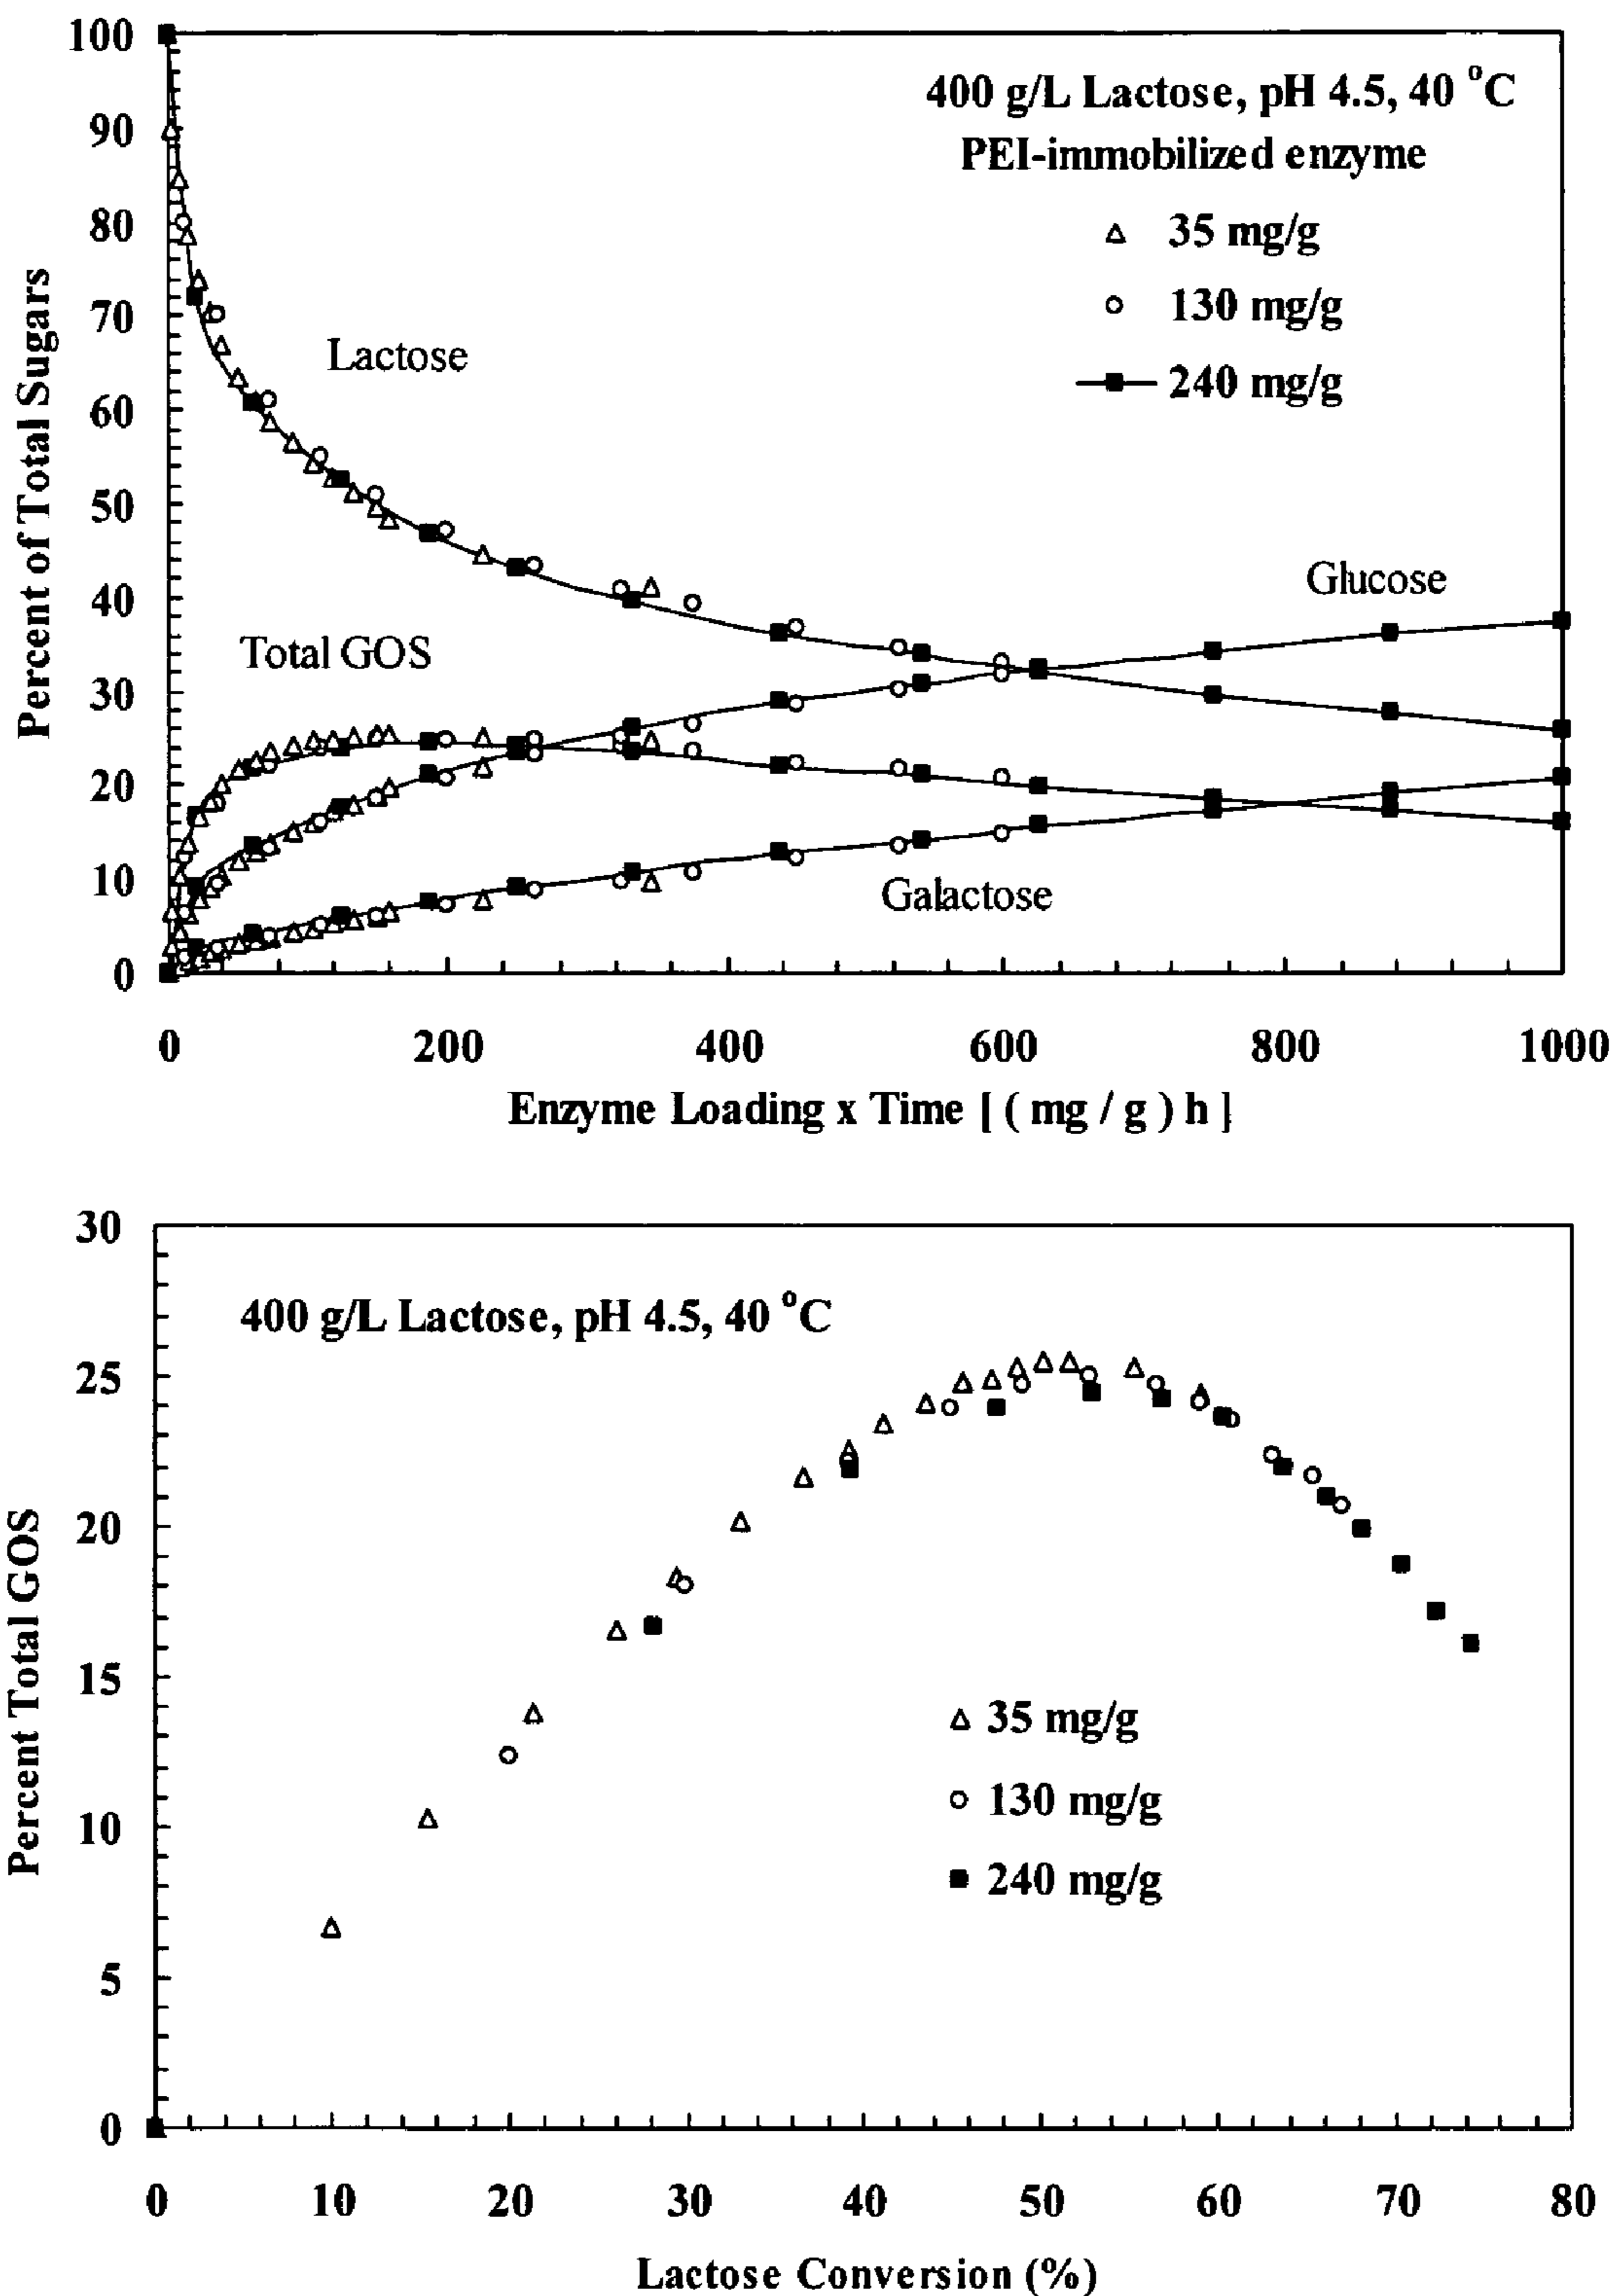 400 g/L Lactose, pH 4.5, 40 °C
PEI-immobilized enzyme
35 mg/g
130 mg/g
240 mg/g
Lactose
Total GOS
Glucose
Galactose
Percent of Total Sugars
100
90
80
70
60
50
40
30
20
10
0
0 200 400 600 800 1000
Enzyme Loading x Time [ ( mg / g ) h ]
400 g/L Lactose, pH 4.5, 40 °C
35 mg/g
130 mg/g
240 mg/g
Percent Total GOS
30
25
20
15
10
5
0
0 10 20 30 40 50 60 70 80
Lactose Conversion (%)